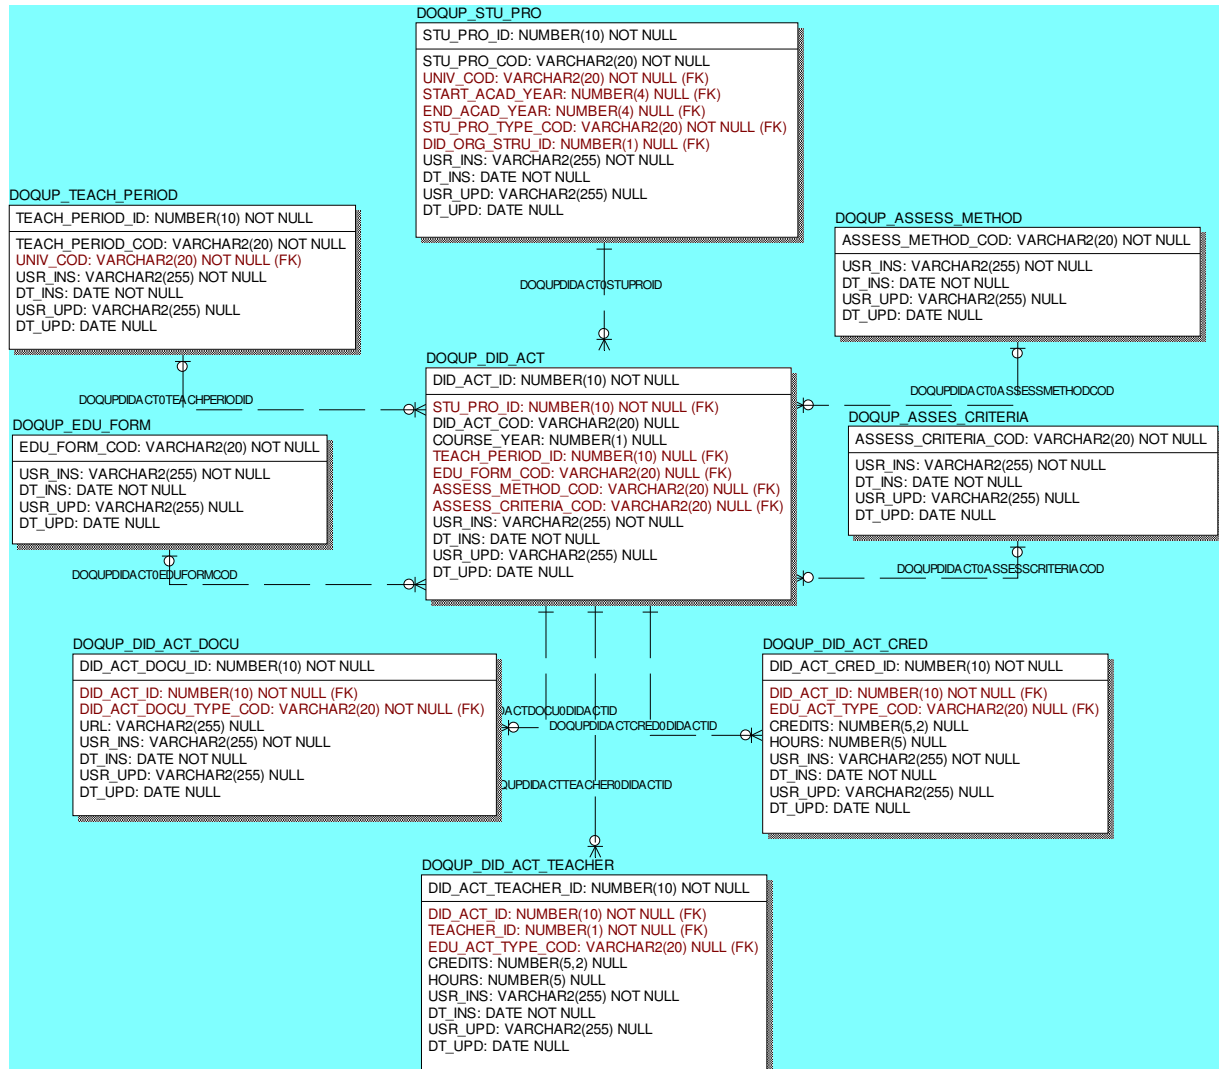 DOQUP_STU_PRO
STU_PRO_ID: NUMBER(10) NOT NULL
STU_PRO_COD: VARCHAR2(20) NOT NULL
UNIV_COD: VARCHAR2(20) NOT NULL (FK)
START_ACAD_YEAR: NUMBER(4) NULL (FK)
END_ACAD_YEAR: NUMBER(4) NULL (FK)
STU_PRO_TYPE_COD: VARCHAR2(20) NOT NULL (FK)
DID_ORG_STRU_ID: NUMBER(1) NULL (FK)
USR_INS: VARCHAR2(255) NOT NULL
DT_INS: DATE NOT NULL
USR_UPD: VARCHAR2(255) NULL
DT_UPD: DATE NULL
DOQUP_TEACH_PERIOD
TEACH_PERIOD_ID: NUMBER(10) NOT NULL
TEACH_PERIOD_COD: VARCHAR2(20) NOT NULL
UNIV_COD: VARCHAR2(20) NOT NULL (FK)
USR_INS: VARCHAR2(255) NOT NULL
DT_INS: DATE NOT NULL
USR_UPD: VARCHAR2(255) NULL
DT_UPD: DATE NULL
DOQUP_ASSESS_METHOD
ASSESS_METHOD_COD: VARCHAR2(20) NOT NULL
USR_INS: VARCHAR2(255) NOT NULL
DT_INS: DATE NOT NULL
USR_UPD: VARCHAR2(255) NULL
DT_UPD: DATE NULL
DOQUPDIDACT0STUPROID
DOQUPDIDACT0TEACHPERIODID
DOQUPDIDACT0ASSESSMETHODCOD
DOQUP_DID_ACT
DID_ACT_ID: NUMBER(10) NOT NULL
STU_PRO_ID: NUMBER(10) NOT NULL (FK)
DID_ACT_COD: VARCHAR2(20) NULL
COURSE_YEAR: NUMBER(1) NULL
TEACH_PERIOD_ID: NUMBER(10) NULL (FK)
EDU_FORM_COD: VARCHAR2(20) NULL (FK)
ASSESS_METHOD_COD: VARCHAR2(20) NULL (FK)
ASSESS_CRITERIA_COD: VARCHAR2(20) NULL (FK)
USR_INS: VARCHAR2(255) NOT NULL
DT_INS: DATE NOT NULL
USR_UPD: VARCHAR2(255) NULL
DT_UPD: DATE NULL
DOQUP_EDU_FORM
EDU_FORM_COD: VARCHAR2(20) NOT NULL
USR_INS: VARCHAR2(255) NOT NULL
DT_INS: DATE NOT NULL
USR_UPD: VARCHAR2(255) NULL
DT_UPD: DATE NULL
DOQUP_ASSES_CRITERIA
ASSESS_CRITERIA_COD: VARCHAR2(20) NOT NULL
USR_INS: VARCHAR2(255) NOT NULL
DT_INS: DATE NOT NULL
USR_UPD: VARCHAR2(255) NULL
DT_UPD: DATE NULL
DOQUPDIDACT0EDUFORMCOD
DOQUPDIDACT0ASSESSCRITERIACOD
DOQUP_DID_ACT_DOCU
DID_ACT_DOCU_ID: NUMBER(10) NOT NULL
DID_ACT_ID: NUMBER(10) NOT NULL (FK)
DID_ACT_DOCU_TYPE_COD: VARCHAR2(20) NOT NULL (FK)
URL: VARCHAR2(255) NULL
USR_INS: VARCHAR2(255) NOT NULL
DT_INS: DATE NOT NULL
USR_UPD: VARCHAR2(255) NULL
DT_UPD: DATE NULL
DACTDOCU0DIDACTID
DOQUPDIDACTCRED0DIDACTID
QUPDIDACTTEACHER0DIDACTID
DOQUP_DID_ACT_CRED
DID_ACT_CRED_ID: NUMBER(10) NOT NULL
DID_ACT_ID: NUMBER(10) NOT NULL (FK)
EDU_ACT_TYPE_COD: VARCHAR2(20) NULL (FK)
CREDITS: NUMBER(5,2) NULL
HOURS: NUMBER(5) NULL
USR_INS: VARCHAR2(255) NOT NULL
DT_INS: DATE NOT NULL
USR_UPD: VARCHAR2(255) NULL
DT_UPD: DATE NULL
DOQUP_DID_ACT_TEACHER
DID_ACT_TEACHER_ID: NUMBER(10) NOT NULL
DID_ACT_ID: NUMBER(10) NOT NULL (FK)
TEACHER_ID: NUMBER(1) NOT NULL (FK)
EDU_ACT_TYPE_COD: VARCHAR2(20) NULL (FK)
CREDITS: NUMBER(5,2) NULL
HOURS: NUMBER(5) NULL
USR_INS: VARCHAR2(255) NOT NULL
DT_INS: DATE NOT NULL
USR_UPD: VARCHAR2(255) NULL
DT_UPD: DATE NULL